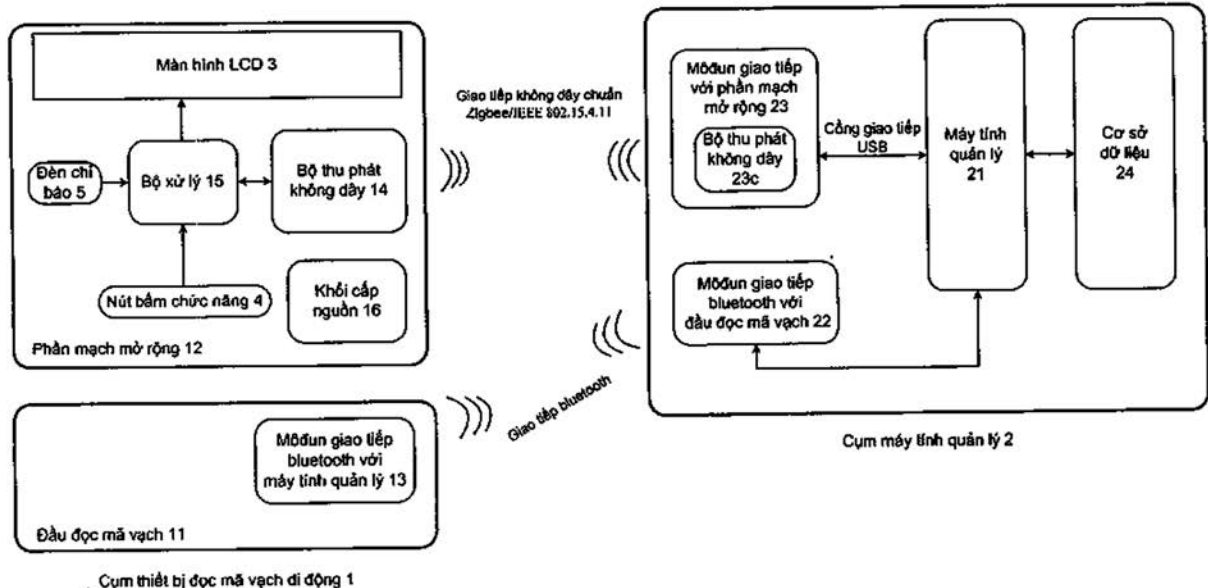 Màn hình LCD 3
Đèn chỉ
báo 5
Bộ xử lý 15
Bộ thu phát
không dây 14
Nút bấm chức năng 4
Khối cấp
nguồn 16
Phần mạch mở rộng 12
Môđun giao tiếp
bluetooth với
máy tính quản lý 13
Đầu đọc mã vạch 11
Cụm thiết bị đọc mã vạch di động 1
Giao tiếp không dây chuẩn
Zigbee/IEEE 802.15.4.11
Giao tiếp bluetooth
Môđun giao tiếp
với phần mạch
mở rộng 23
Bộ thu phát
không dây
23c
Cổng giao tiếp
USB
Máy tính
quản lý
21
Cơ sở
dữ liệu
24
Môđun giao tiếp
bluetooth với
đầu đọc mã vạch 22
Cụm máy tính quản lý 2